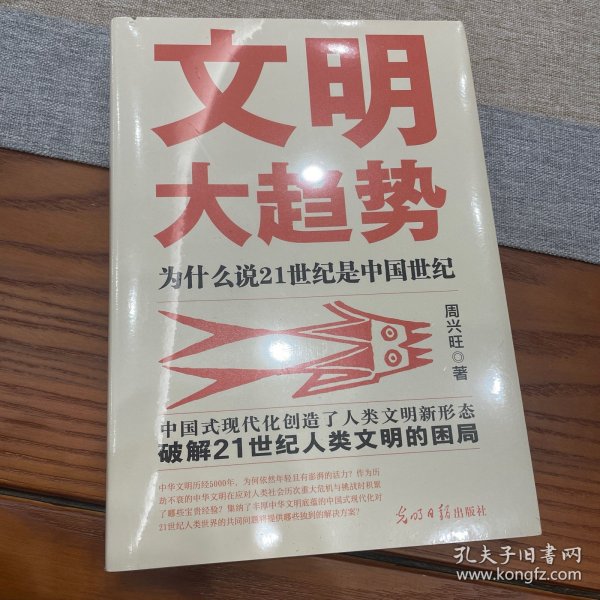 文明
大趋势
为什么说21世纪是中国世纪
周兴旺◎著
中国式现代化创造了人类文明新形态
破解21世纪人类文明的困局
中华文明历经5000年，为何依然年轻且有澎湃的活力？作为历
劫不衰的中华文明在应对人类社会历次重大危机与挑战时积累
了哪些宝贵经验？集纳了丰厚中华文明底蕴的中国式现代化对
21世纪人类世界的共同问题将提供哪些独到的解决方案？
光明日报出版社
孔夫子旧书网
www.kongfz.com